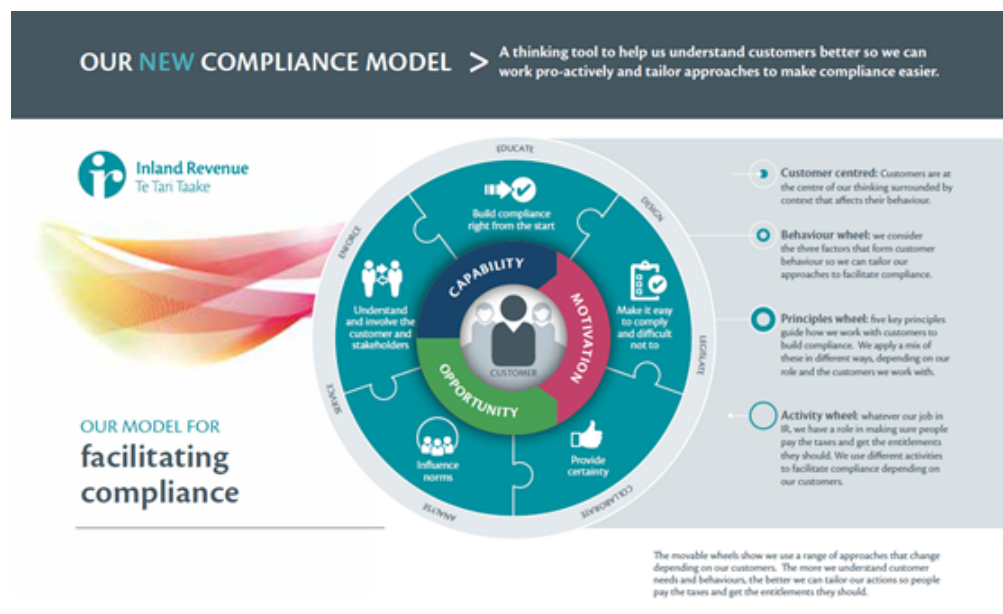 OUR NEW COMPLIANCE MODEL >
A thinking tool to help us understand customers better so we can
work pro-actively and tailor approaches to make compliance easier.
Inland Revenue
Te Tari Taake
OUR MODEL FOR
facilitating
compliance
EDUCATE
DESIGN
LEGISLATE
COLLABORATE
ANALYSE
SERVICE
ENFORCE
Build compliance
right from the start
Make it easy
to comply
and difficult
not to
Provide
certainty
Influence
norms
Understand
and involve the
customer and
stakeholders
CAPABILITY
MOTIVATION
OPPORTUNITY
CUSTOMER
Customer centred: Customers are at
the centre of our thinking surrounded by
context that affects their behaviour.
Behaviour wheel: we consider
the three factors that form customer
behaviour so we can tailor our
approaches to facilitate compliance.
Principles wheel: five key principles
guide how we work with customers to
build compliance. We apply a mix of
these in different ways, depending on our
role and the customers we work with.
Activity wheel: whatever our job in
IR, we have a role in making sure people
pay the taxes and get the entitlements
they should. We use different activities
to facilitate compliance depending on
our customers.
The movable wheels show we use a range of approaches that change
depending on our customers. The more we understand customer
needs and behaviours, the better we can tailor our actions so people
pay the taxes and get the entitlements they should.